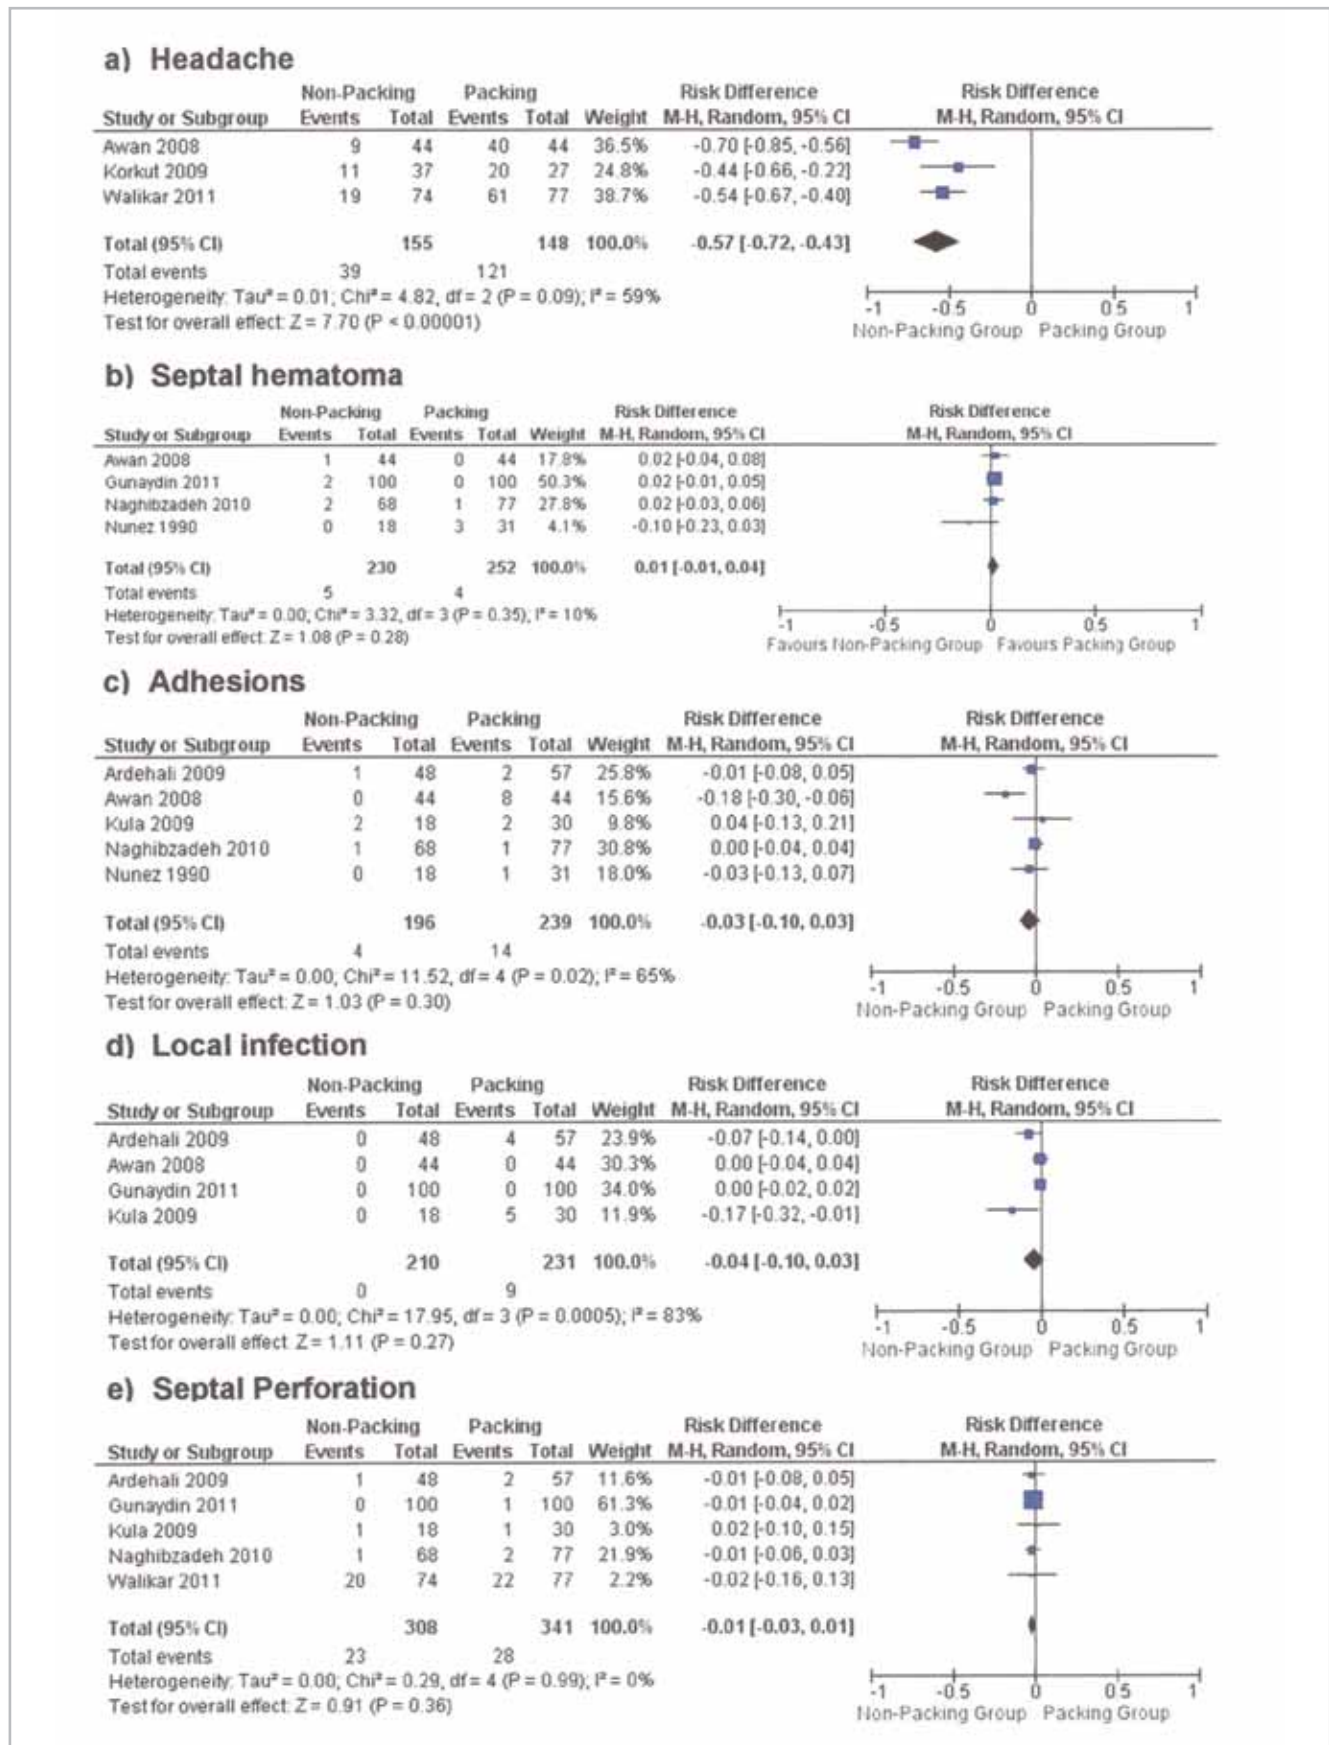 a) Headache
Non-Packing Packing Risk Difference Risk Difference
Study or Subgroup Events Total Events Total Weight M-H, Random, 95% CI M-H, Random, 95% CI
Awan 2008 9 44 40 44 36.5% -0.70 [-0.85, -0.56]
Korkut 2009 11 37 20 27 24.8% -0.44 [-0.66, -0.22]
Walikar 2011 19 74 61 77 38.7% -0.54 [-0.67, -0.40]
Total (95% CI) 155 148 100.0% -0.57 [-0.72, -0.43]
Total events 39 121
Heterogeneity: Tau² = 0.01; Chi² = 4.82, df = 2 (P = 0.09); I² = 59%
Test for overall effect: Z = 7.70 (P < 0.00001)
-1 -0.5 0 0.5 1
Non-Packing Group Packing Group
b) Septal hematoma
Non-Packing Packing Risk Difference Risk Difference
Study or Subgroup Events Total Events Total Weight M-H, Random, 95% CI M-H, Random, 95% CI
Awan 2008 1 44 0 44 17.8% 0.02 [-0.04, 0.08]
Gunaydin 2011 2 100 0 100 50.3% 0.02 [-0.01, 0.05]
Naghibzadeh 2010 2 68 1 77 27.8% 0.02 [-0.03, 0.06]
Nunez 1990 0 18 3 31 4.1% -0.10 [-0.23, 0.03]
Total (95% CI) 230 252 100.0% 0.01 [-0.01, 0.04]
Total events 5 4
Heterogeneity: Tau² = 0.00; Chi² = 3.32, df = 3 (P = 0.35); I² = 10%
Test for overall effect: Z = 1.08 (P = 0.28)
-1 -0.5 0 0.5 1
Favours Non-Packing Group Favours Packing Group
c) Adhesions
Non-Packing Packing Risk Difference Risk Difference
Study or Subgroup Events Total Events Total Weight M-H, Random, 95% CI M-H, Random, 95% CI
Ardehali 2009 1 48 2 57 25.8% -0.01 [-0.08, 0.05]
Awan 2008 0 44 8 44 15.6% -0.18 [-0.30, -0.06]
Kula 2009 2 18 2 30 9.8% 0.04 [-0.13, 0.21]
Naghibzadeh 2010 1 68 1 77 30.8% 0.00 [-0.04, 0.04]
Nunez 1990 0 18 1 31 18.0% -0.03 [-0.13, 0.07]
Total (95% CI) 196 239 100.0% -0.03 [-0.10, 0.03]
Total events 4 14
Heterogeneity: Tau² = 0.00; Chi² = 11.52, df = 4 (P = 0.02); I² = 65%
Test for overall effect: Z = 1.03 (P = 0.30)
-1 -0.5 0 0.5 1
Non-Packing Group Packing Group
d) Local infection
Non-Packing Packing Risk Difference Risk Difference
Study or Subgroup Events Total Events Total Weight M-H, Random, 95% CI M-H, Random, 95% CI
Ardehali 2009 0 48 4 57 23.9% -0.07 [-0.14, 0.00]
Awan 2008 0 44 0 44 30.3% 0.00 [-0.04, 0.04]
Gunaydin 2011 0 100 0 100 34.0% 0.00 [-0.02, 0.02]
Kula 2009 0 18 5 30 11.9% -0.17 [-0.32, -0.01]
Total (95% CI) 210 231 100.0% -0.04 [-0.10, 0.03]
Total events 0 9
Heterogeneity: Tau² = 0.00; Chi² = 17.95, df = 3 (P = 0.0005); I² = 83%
Test for overall effect: Z = 1.11 (P = 0.27)
-1 -0.5 0 0.5 1
Non-Packing Group Packing Group
e) Septal Perforation
Non-Packing Packing Risk Difference Risk Difference
Study or Subgroup Events Total Events Total Weight M-H, Random, 95% CI M-H, Random, 95% CI
Ardehali 2009 1 48 2 57 11.6% -0.01 [-0.08, 0.05]
Gunaydin 2011 0 100 1 100 61.3% -0.01 [-0.04, 0.02]
Kula 2009 1 18 1 30 3.0% 0.02 [-0.10, 0.15]
Naghibzadeh 2010 1 68 2 77 21.9% -0.01 [-0.06, 0.03]
Walikar 2011 20 74 22 77 2.2% -0.02 [-0.16, 0.13]
Total (95% CI) 308 341 100.0% -0.01 [-0.03, 0.01]
Total events 23 28
Heterogeneity: Tau² = 0.00; Chi² = 0.29, df = 4 (P = 0.99); I² = 0%
Test for overall effect: Z = 0.91 (P = 0.36)
-1 -0.5 0 0.5 1
Non-Packing Group Packing Group